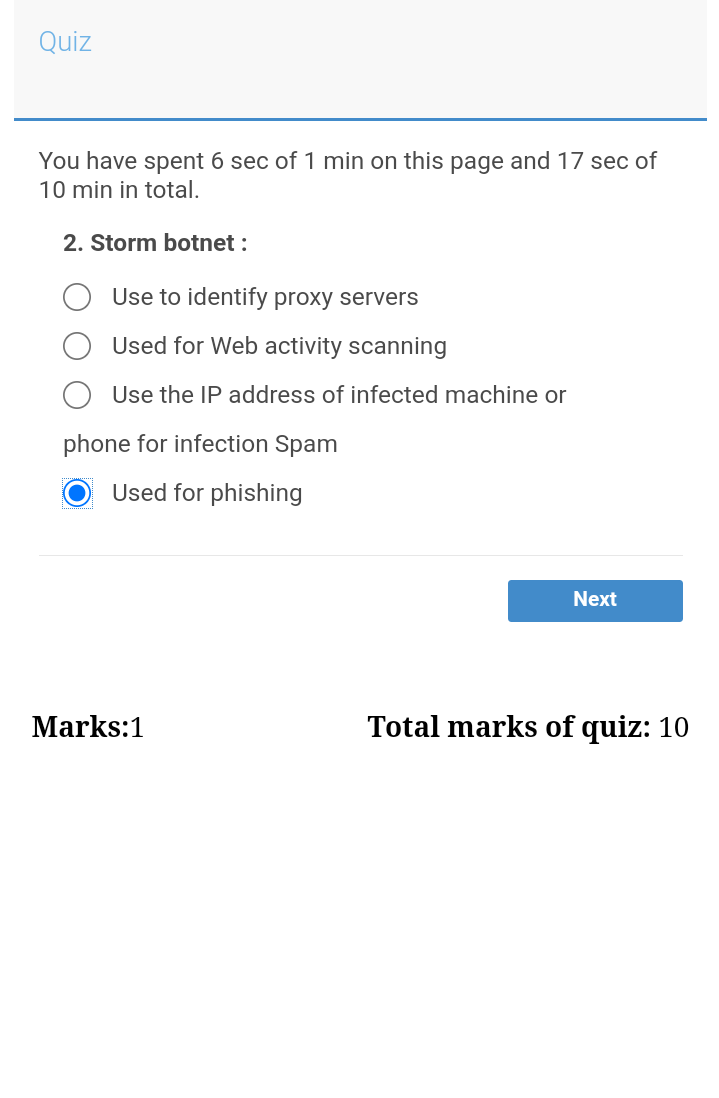 Quiz
You have spent 6 sec of 1 min on this page and 17 sec of
10 min in total.
2. Storm botnet :
Use to identify proxy servers
Used for Web activity scanning
Use the IP address of infected machine or
phone for infection Spam
Used for phishing
Next
Marks:1 Total marks of quiz: 10